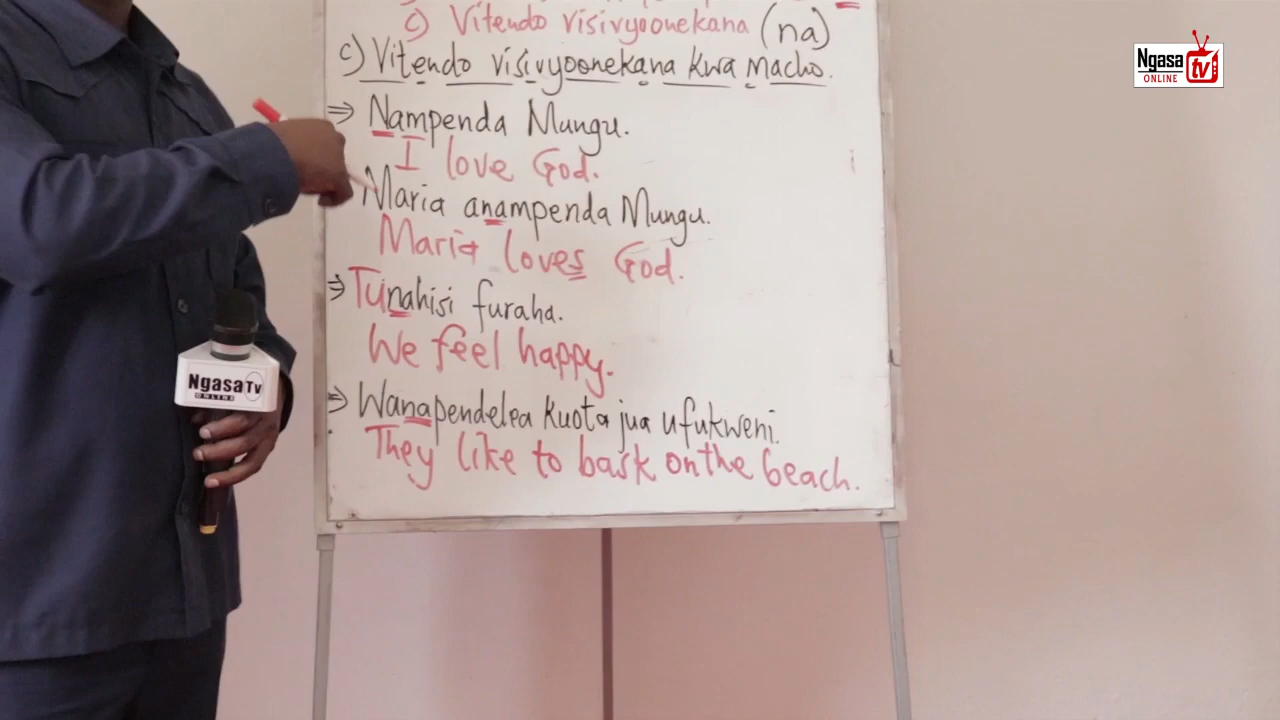 c) Vitendo visivyoonekana (na)
c) Vitendo visivyoonekana kwa macho.
⇒ Nampenda Mungu.
I love God.
Maria anampenda Mungu.
Maria loves God.
⇒ Tunahisi furaha.
We feel happy.
⇒ Wanapendelea kuota jua ufukweni.
They like to bask on the beach.
Ngasa tv
ONLINE
Ngasa Tv
ONLINE